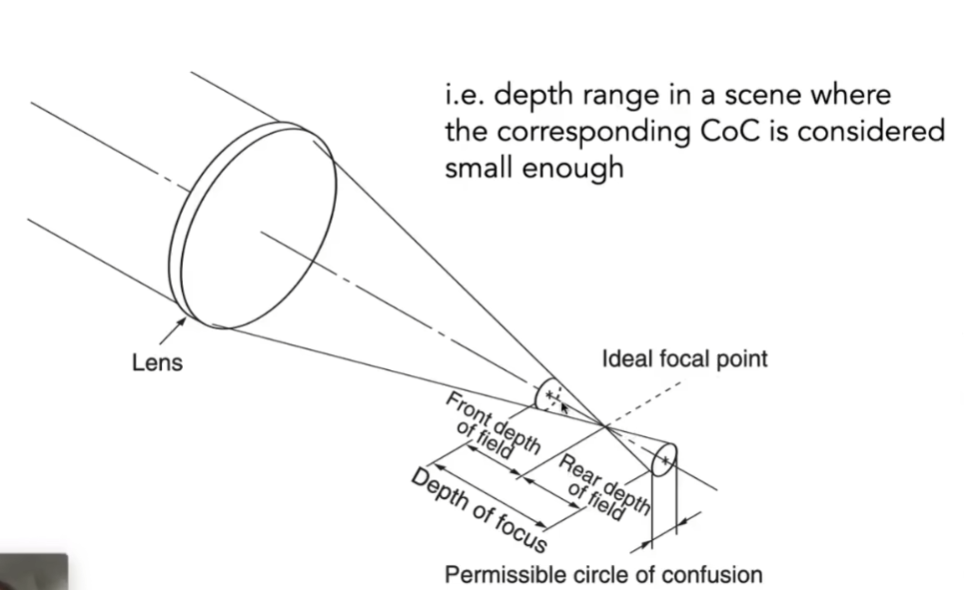 i.e. depth range in a scene where
the corresponding CoC is considered
small enough
Lens
Ideal focal point
Front depth
of field
Rear depth
of field
Depth of focus
Permissible circle of confusion